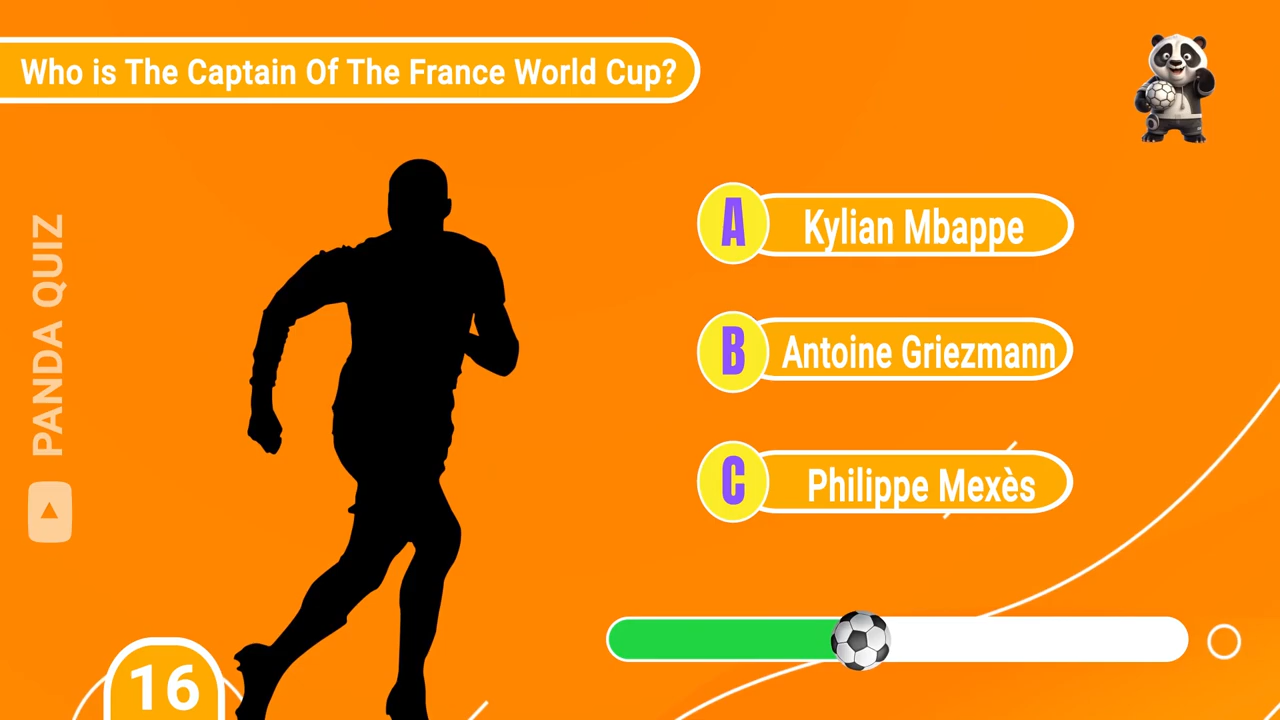 Who is The Captain Of The France World Cup?
A Kylian Mbappe
B Antoine Griezmann
C Philippe Mexès
PANDA QUIZ
16